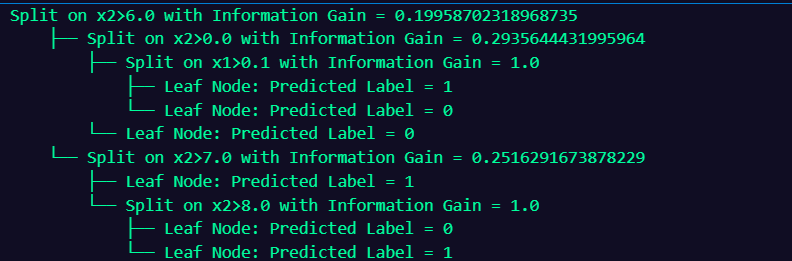 Split on x2>6.0 with Information Gain = 0.19958702318968735
├── Split on x2>0.0 with Information Gain = 0.2935644431995964
├── Split on x1>0.1 with Information Gain = 1.0
├── Leaf Node: Predicted Label = 1
└── Leaf Node: Predicted Label = 0
└── Leaf Node: Predicted Label = 0
└── Split on x2>7.0 with Information Gain = 0.2516291673878229
├── Leaf Node: Predicted Label = 1
└── Split on x2>8.0 with Information Gain = 1.0
├── Leaf Node: Predicted Label = 0
└── Leaf Node: Predicted Label = 1